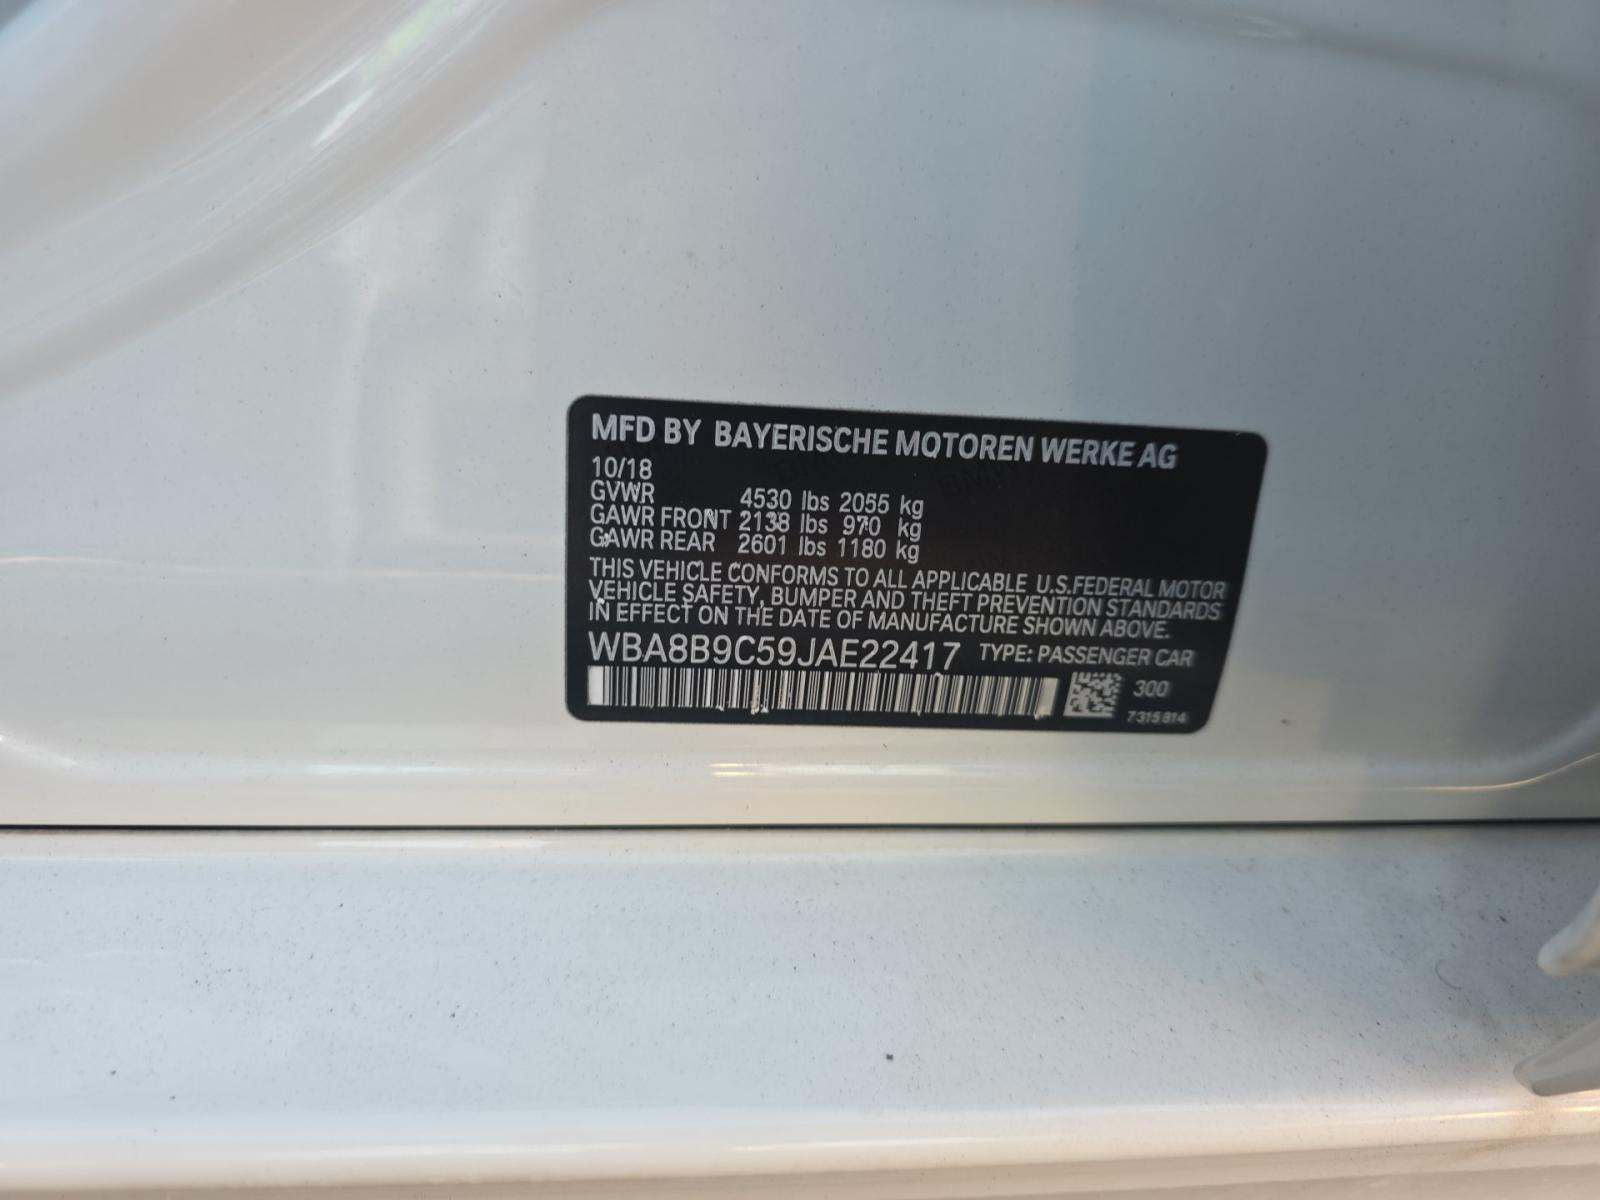 MFD BY BAYERISCHE MOTOREN WERKE AG
10/18
GVWR 4530 lbs 2055 kg
GAWR FRONT 2138 lbs 970 kg
GAWR REAR 2601 lbs 1180 kg
THIS VEHICLE CONFORMS TO ALL APPLICABLE U.S.FEDERAL MOTOR
VEHICLE SAFETY, BUMPER AND THEFT PREVENTION STANDARDS
IN EFFECT ON THE DATE OF MANUFACTURE SHOWN ABOVE.
WBA8B9C59JAE22417 TYPE: PASSENGER CAR
300
7315814